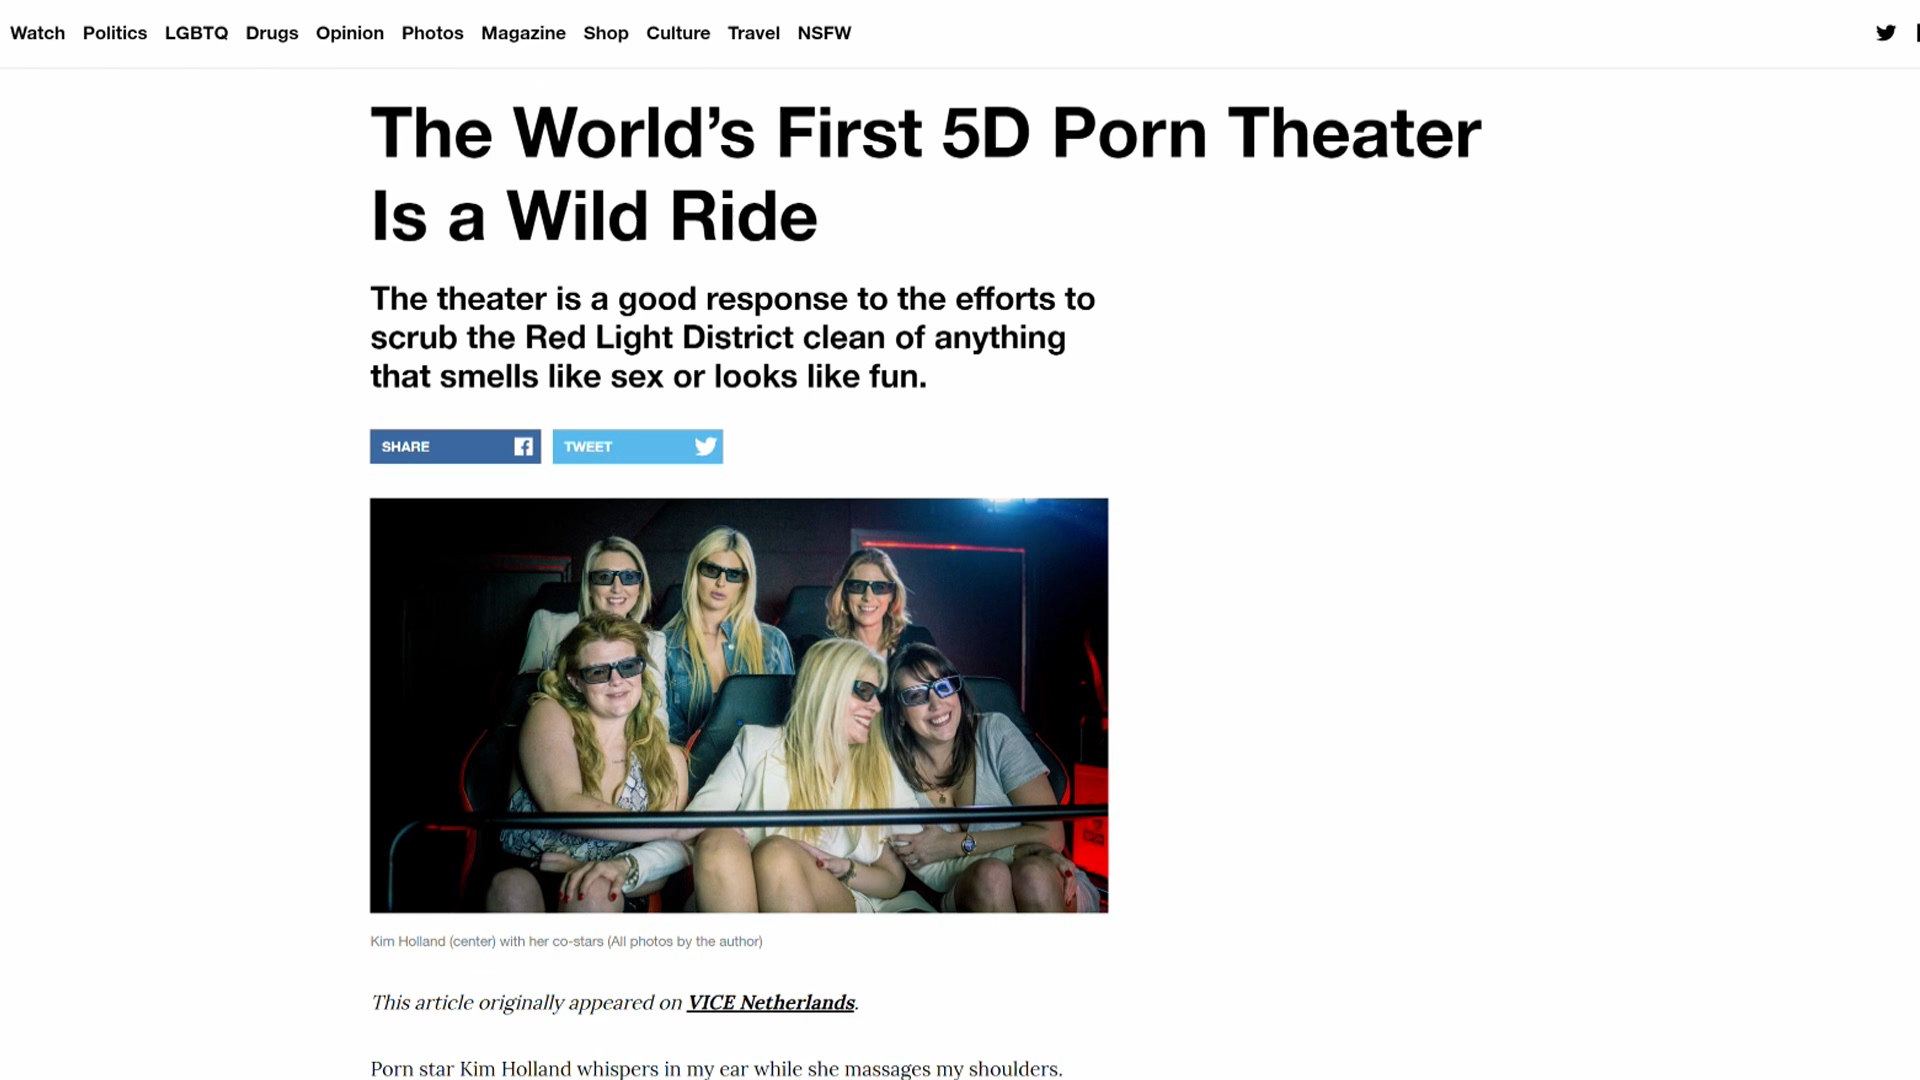 Watch Politics LGBTQ Drugs Opinion Photos Magazine Shop Culture Travel NSFW
The World’s First 5D Porn Theater
Is a Wild Ride
The theater is a good response to the efforts to
scrub the Red Light District clean of anything
that smells like sex or looks like fun.
SHARE TWEET
Kim Holland (center) with her co-stars (All photos by the author)
This article originally appeared on VICE Netherlands.
Porn star Kim Holland whispers in my ear while she massages my shoulders.